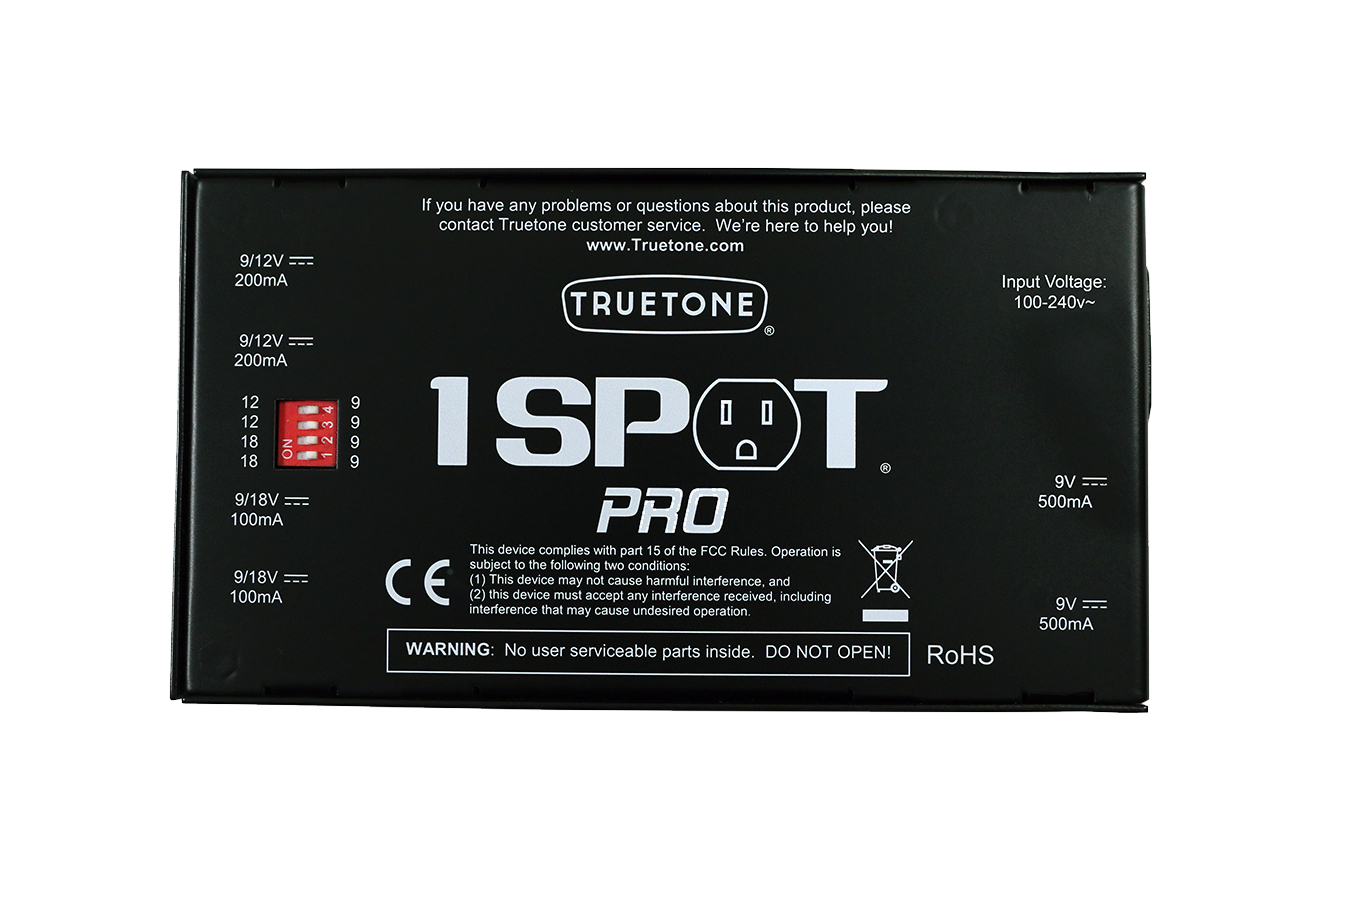 If you have any problems or questions about this product, please
contact Truetone customer service. We're here to help you!
www.Truetone.com
9/12V
200mA
Input Voltage:
100-240v~
TRUETONE®
9/12V
200mA
1 SPOT®
PRO
12 9
12 9
18 9
18 9
ON
1 2 3 4
9/18V
100mA
9/18V
100mA
9V
500mA
9V
500mA
CE
This device complies with part 15 of the FCC Rules. Operation is
subject to the following two conditions:
(1) This device may not cause harmful interference, and
(2) this device must accept any interference received, including
interference that may cause undesired operation.
WARNING: No user serviceable parts inside. DO NOT OPEN!
RoHS